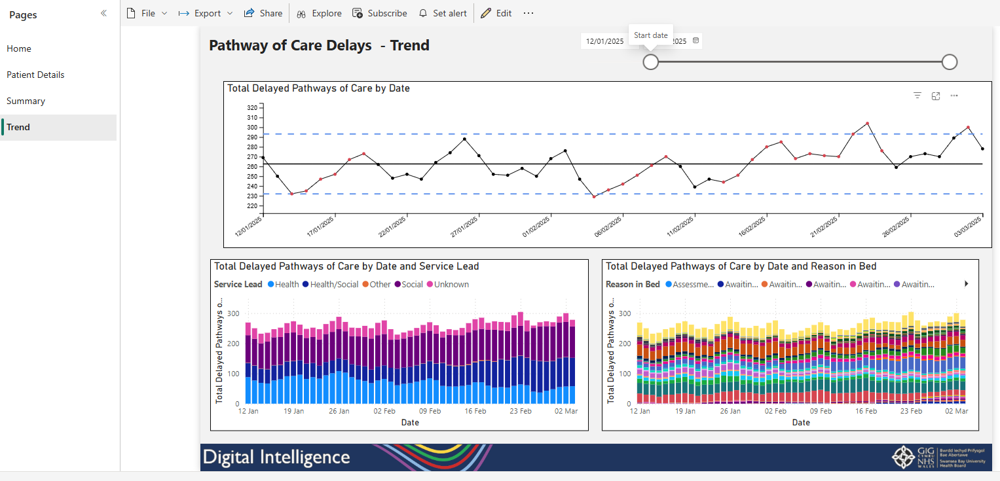 Pages
Home
Patient Details
Summary
Trend
File
Export
Share
Explore
Subscribe
Set alert
Edit
Pathway of Care Delays - Trend
12/01/2025
Start date
2025
Total Delayed Pathways of Care by Date
320
310
300
290
280
270
260
250
240
230
220
12/01/2025
17/01/2025
22/01/2025
27/01/2025
01/02/2025
06/02/2025
11/02/2025
16/02/2025
21/02/2025
26/02/2025
03/03/2025
Total Delayed Pathways of Care by Date and Service Lead
Service Lead Health Health/Social Other Social Unknown
Total Delayed Pathways o...
300
200
100
0
12 Jan 19 Jan 26 Jan 02 Feb 09 Feb 16 Feb 23 Feb 02 Mar
Date
Total Delayed Pathways of Care by Date and Reason in Bed
Reason in Bed Assessme... Awaitin... Awaitin... Awaitin... Awaitin... Awaitin...
Total Delayed Pathways o...
300
200
100
0
12 Jan 19 Jan 26 Jan 02 Feb 09 Feb 16 Feb 23 Feb 02 Mar
Date
Digital Intelligence
GIG
CYMRU
NHS
WALES
Bwrdd Iechyd Prifysgol
Bae Abertawe
Swansea Bay University
Health Board